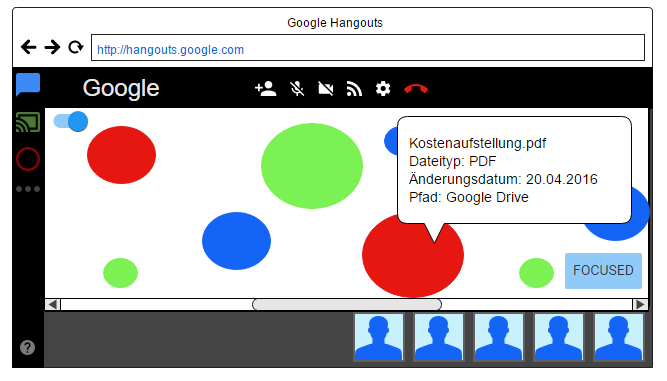 Google Hangouts
http://hangouts.google.com
Google
Kostenaufstellung.pdf
Dateityp: PDF
Änderungsdatum: 20.04.2016
Pfad: Google Drive
FOCUSED
?